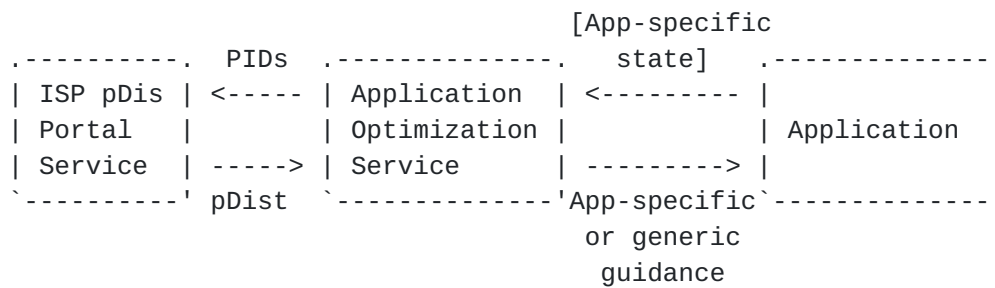 [App-specific
.----------.  PIDs  .--------------.   state]   .--------------
| ISP pDis | <----- | Application  | <--------- |
| Portal   |        | Optimization |            | Application
| Service  | -----> | Service      | ---------> |
`----------' pDist  `--------------'App-specific`--------------
                                     or generic
                                      guidance